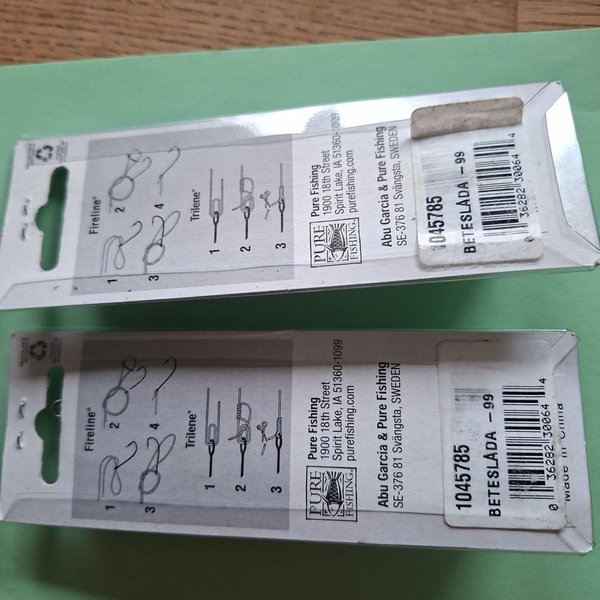 Fireline®
1
2
3
4
Trilene®
1
2
3
PURE
FISHING
Pure Fishing
1900 18th Street
Spirit Lake, IA 51360-1099
purefishing.com
Abu Garcia & Pure Fishing
SE-376 81 Svängsta, SWEDEN
1045785
BETESLÅDA -99
0 36282 30064 4
Fireline®
1
2
3
4
Trilene®
1
2
3
PURE
FISHING
Pure Fishing
1900 18th Street
Spirit Lake, IA 51360-1099
purefishing.com
Abu Garcia & Pure Fishing
SE-376 81 Svängsta, SWEDEN
1045785
BETESLÅDA -99
0 36282 30064 4
Made in China